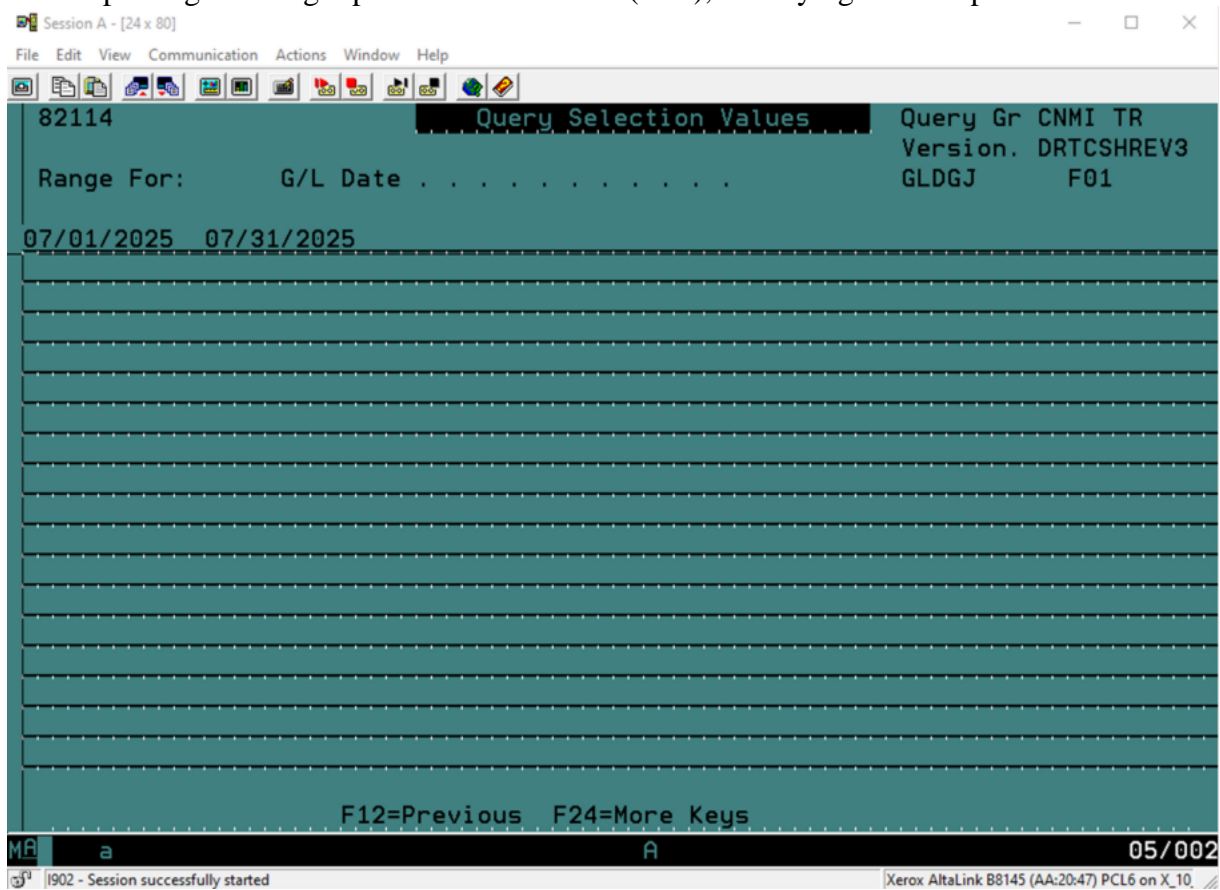 Session A - [24 x 80]
File Edit View Communication Actions Window Help
82114 Query Selection Values Query Gr CNMI TR
Version. DRTCSHREV3
Range For: G/L Date . . . . . . . . . . . GLDGJ F01
07/01/2025 07/31/2025
F12=Previous F24=More Keys
MA a A 05/002
I902 - Session successfully started Xerox AltaLink B8145 (AA:20:47) PCL6 on X_10